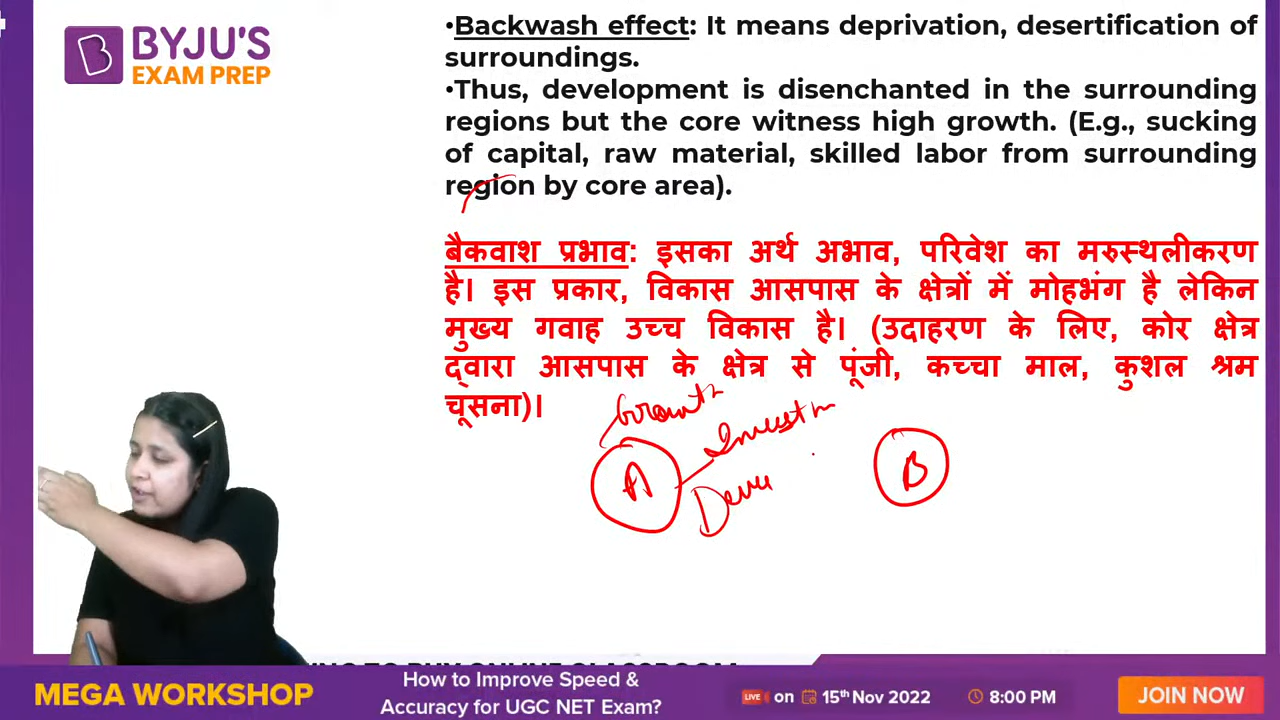 BYJU'S
EXAM PREP
•Backwash effect: It means deprivation, desertification of
surroundings.
•Thus, development is disenchanted in the surrounding
regions but the core witness high growth. (E.g., sucking
of capital, raw material, skilled labor from surrounding
region by core area).
बैकवाश प्रभाव: इसका अर्थ अभाव, परिवेश का मरुस्थलीकरण
है। इस प्रकार, विकास आसपास के क्षेत्रों में मोहभंग है लेकिन
मुख्य गवाह उच्च विकास है। (उदाहरण के लिए, कोर क्षेत्र
द्वारा आसपास के क्षेत्र से पूंजी, कच्चा माल, कुशल श्रम
चूसना)।
Growth
A
B
MEGA WORKSHOP
How to Improve Speed &
Accuracy for UGC NET Exam?
LIVE on 15th Nov 2022 8:00 PM
JOIN NOW